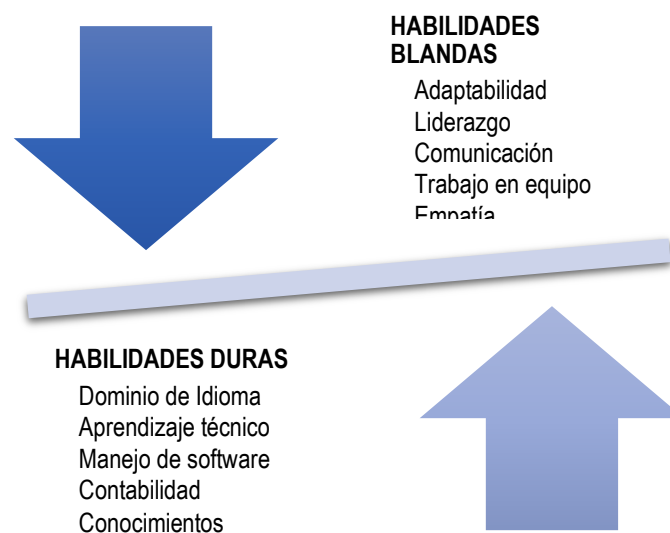 HABILIDADES
BLANDAS
Adaptabilidad
Liderazgo
Comunicación
Trabajo en equipo
Empatía
HABILIDADES DURAS
Dominio de Idioma
Aprendizaje técnico
Manejo de software
Contabilidad
Conocimientos